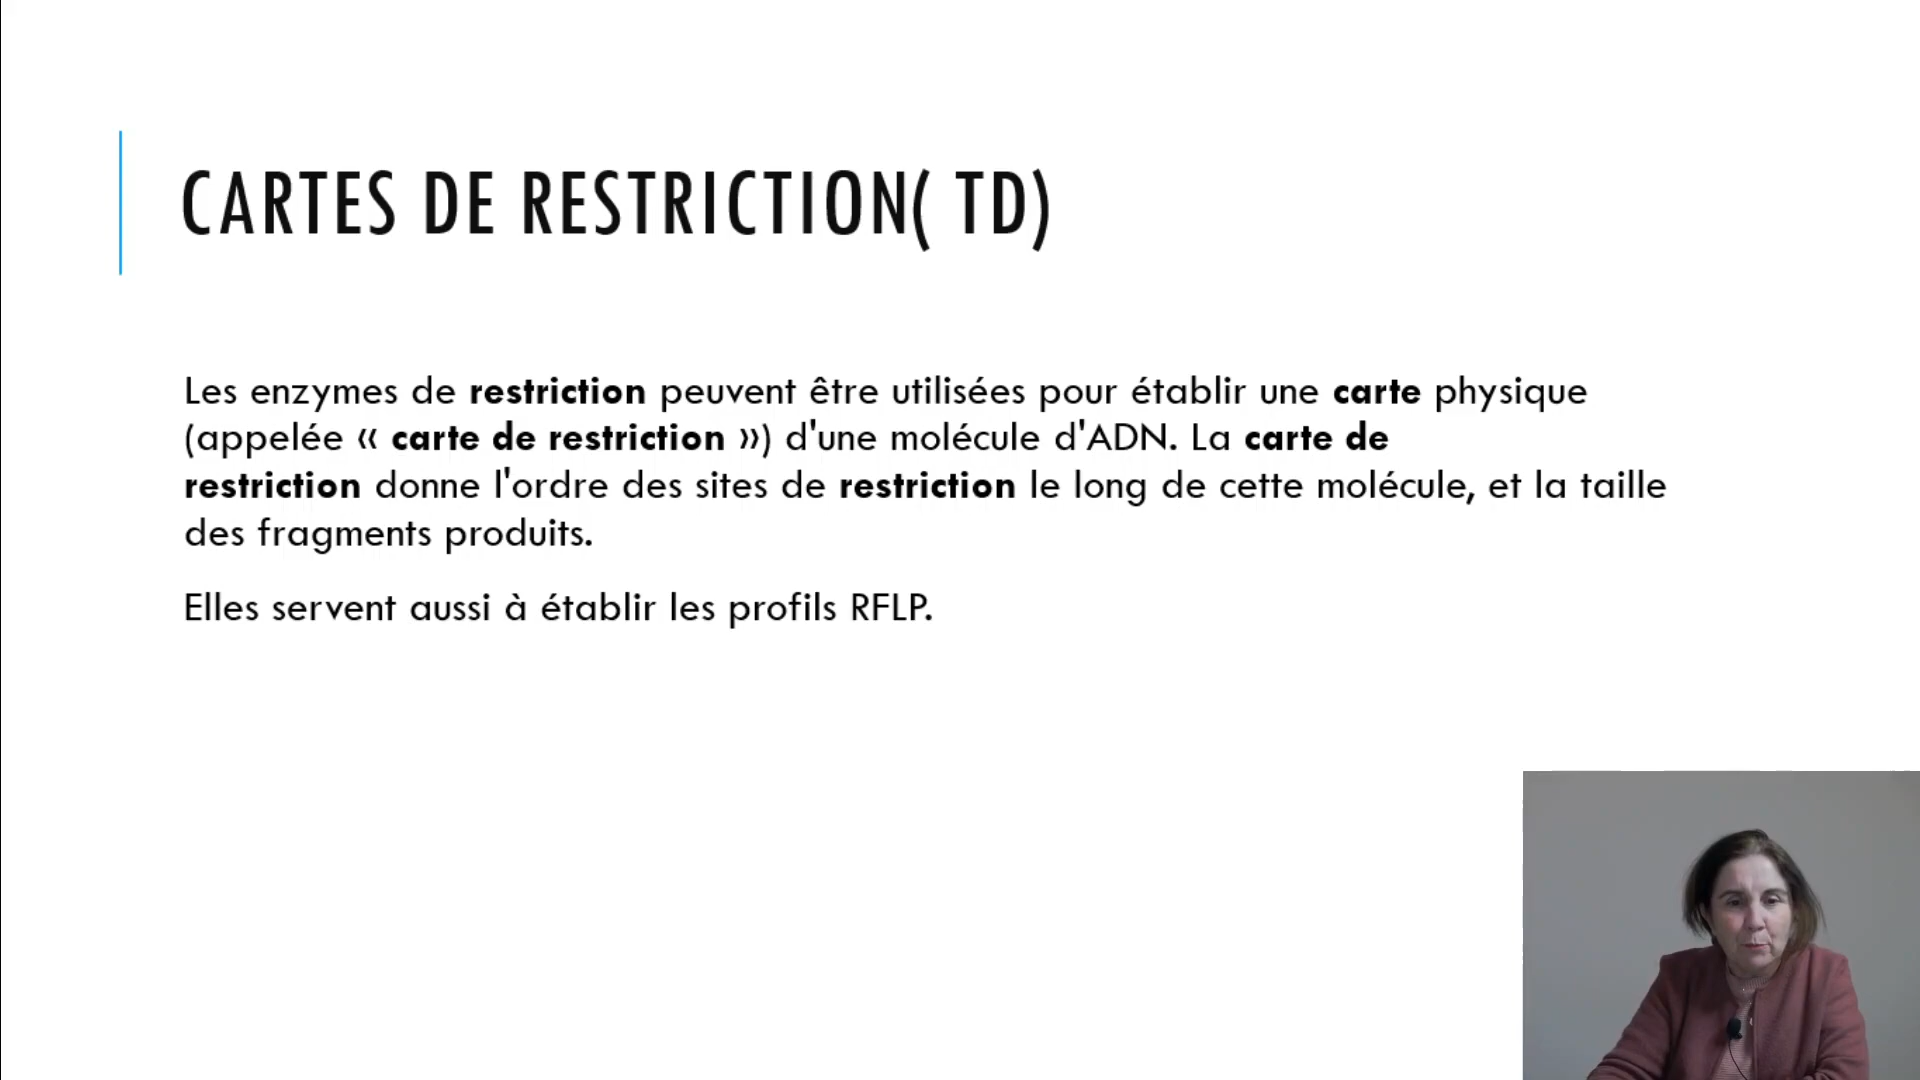 CARTES DE RESTRICTION( TD)
Les enzymes de restriction peuvent être utilisées pour établir une carte physique
(appelée « carte de restriction ») d'une molécule d'ADN. La carte de
restriction donne l'ordre des sites de restriction le long de cette molécule, et la taille
des fragments produits.
Elles servent aussi à établir les profils RFLP.